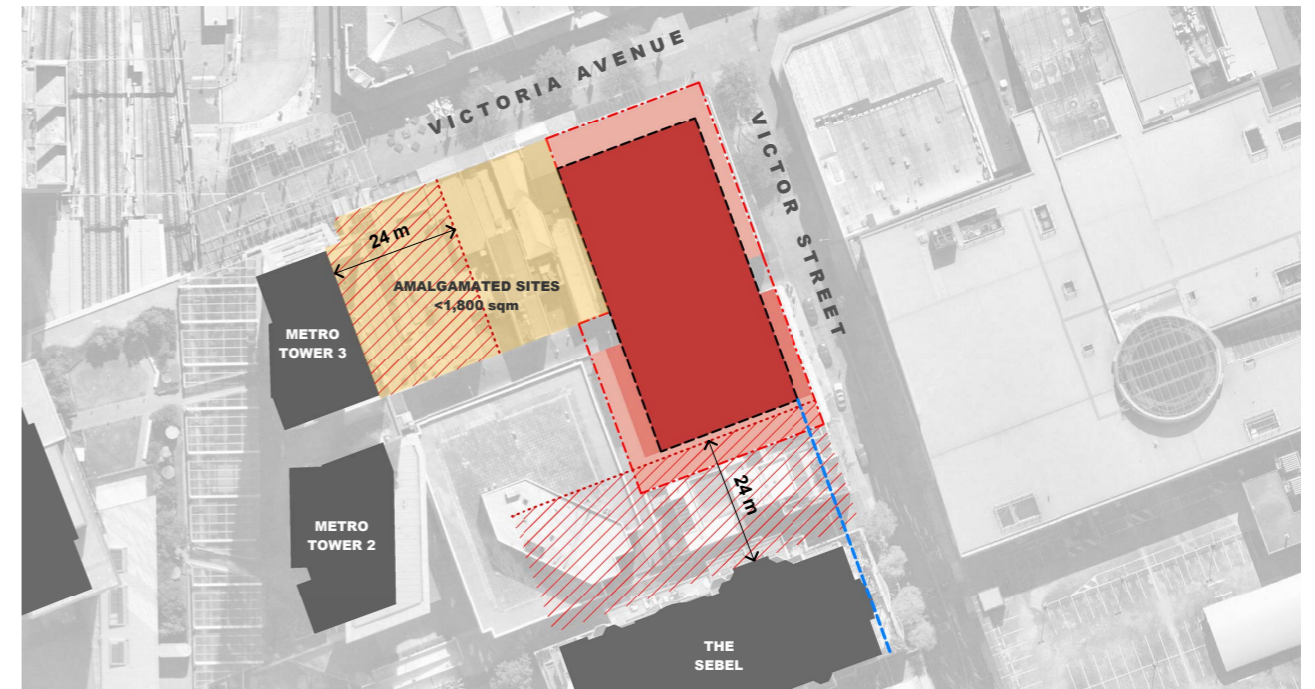 VICTORIA AVENUE
VICTOR STREET
24 m
AMALGAMATED SITES
<1,800 sqm
METRO
TOWER 3
24 m
METRO
TOWER 2
THE
SEBEL